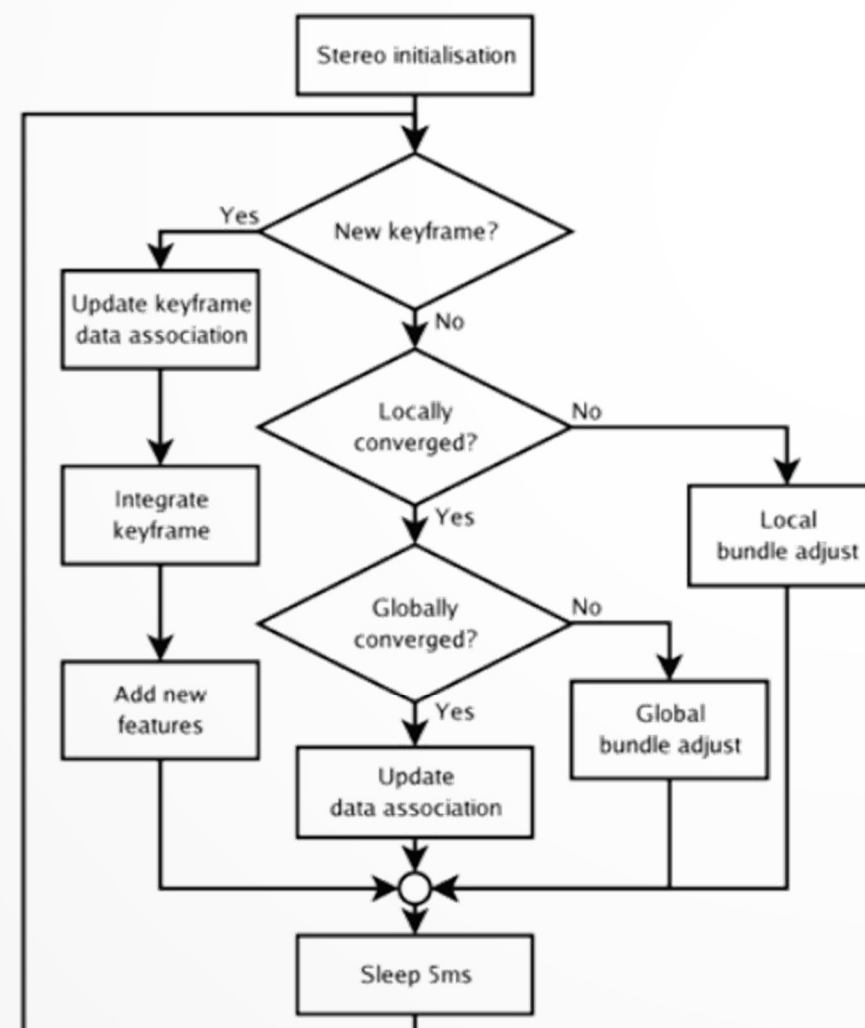 Stereo initialisation
New keyframe?
Yes
No
Update keyframe
data association
Locally
converged?
No
Yes
Integrate
keyframe
Local
bundle adjust
Globally
converged?
No
Yes
Add new
features
Global
bundle adjust
Update
data association
Sleep 5ms